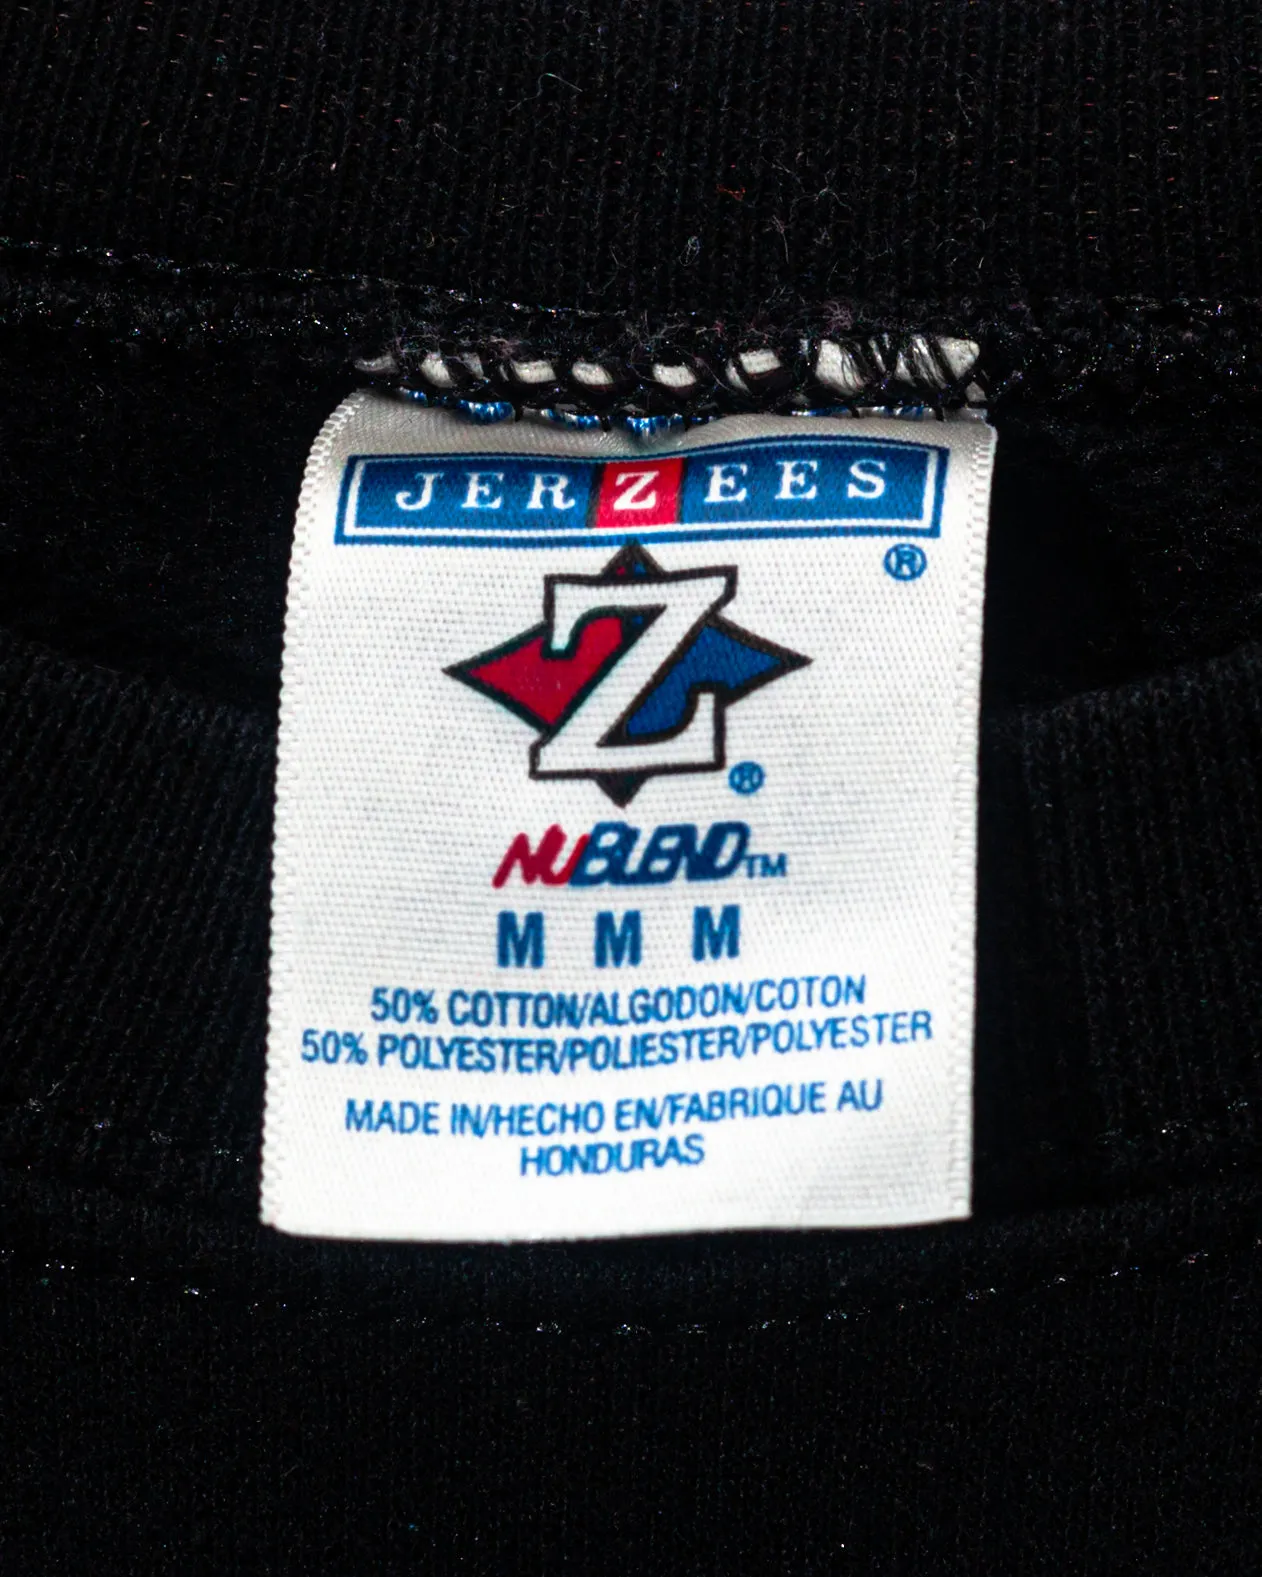 JERZEES
®
Z
®
NUBLEND™
M M M
50% COTTON/ALGODON/COTON
50% POLYESTER/POLIESTER/POLYESTER
MADE IN/HECHO EN/FABRIQUE AU
HONDURAS